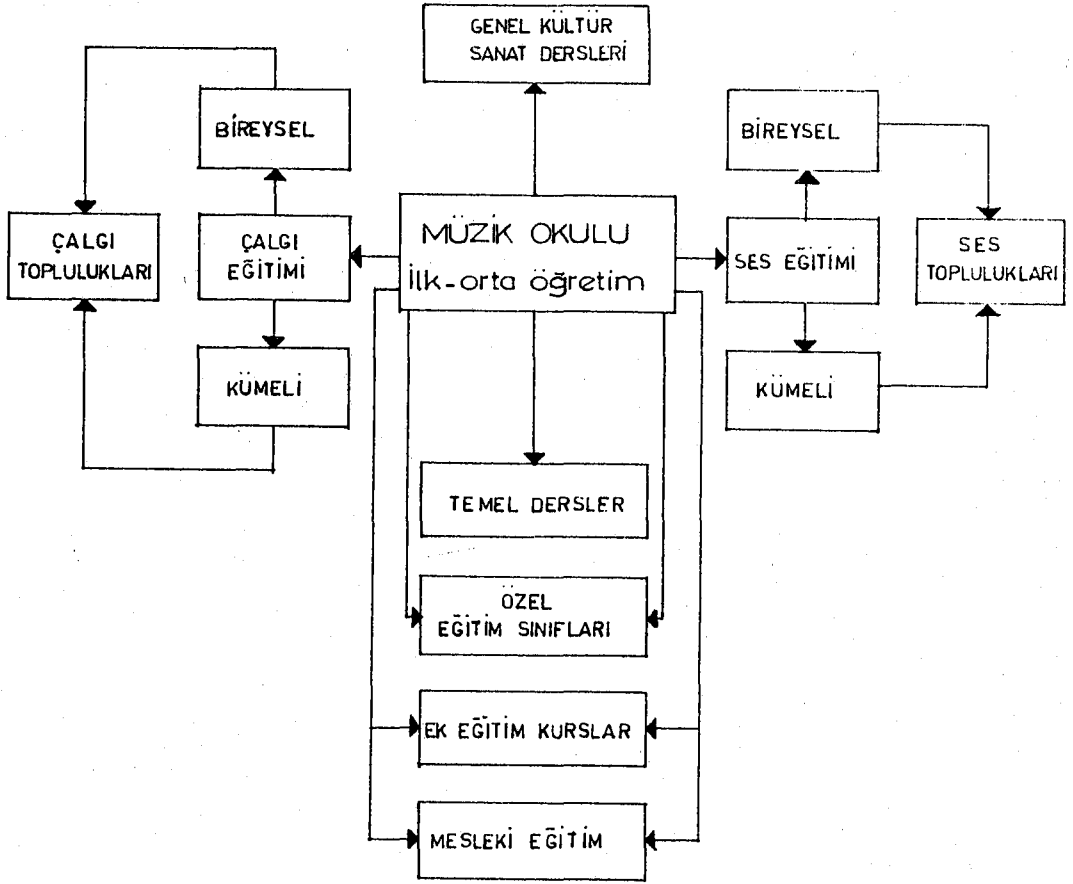 GENEL KÜLTÜR
SANAT DERSLERİ
BİREYSEL
BİREYSEL
ÇALGI
TOPLULUKLARI
ÇALGI
EĞİTİMİ
MÜZİK OKULU
İlk-orta öğretim
SES EĞİTİMİ
SES
TOPLULUKLARI
KÜMELİ
KÜMELİ
TEMEL DERSLER
ÖZEL
EĞİTİM SINIFLARI
EK EĞİTİM KURSLAR
MESLEKİ EĞİTİM